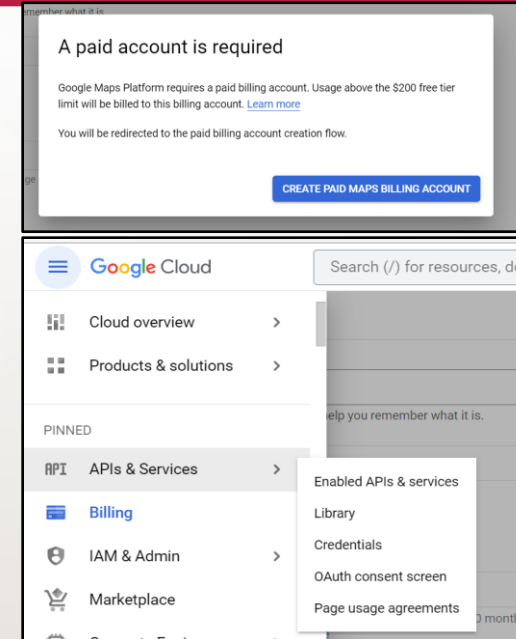 remember what it is
A paid account is required
Google Maps Platform requires a paid billing account. Usage above the $200 free tier
limit will be billed to this billing account. Learn more
You will be redirected to the paid billing account creation flow.
ge
CREATE PAID MAPS BILLING ACCOUNT
Google Cloud
Search (/) for resources, d
Cloud overview
Products & solutions
elp you remember what it is.
PINNED
API APIs & Services
Enabled APIs & services
Billing
Library
Credentials
IAM & Admin
OAuth consent screen
Marketplace
Page usage agreements
month